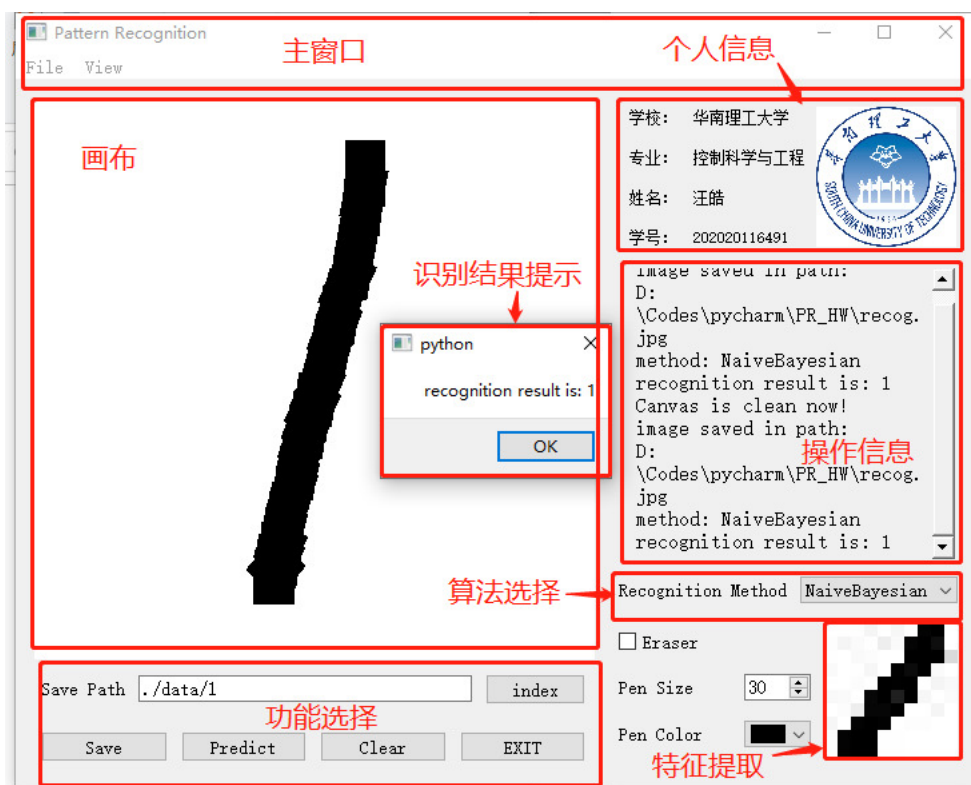 Pattern Recognition
主窗口
个人信息
File View
画布
学校: 华南理工大学
专业: 控制科学与工程
姓名: 汪皓
学号: 202020116491
SOUTH CHINA UNIVERSITY OF TECHNOLOGY
识别结果提示
python
recognition result is: 1
OK
image saved in path:
D:
\Codes\pycharm\PR_HW\recog.
jpg
method: NaiveBayesian
recognition result is: 1
Canvas is clean now!
image saved in path:
D:
\Codes\pycharm\PR_HW\recog.
jpg
method: NaiveBayesian
recognition result is: 1
操作信息
算法选择
Recognition Method NaiveBayesian
Eraser
Save Path ./data/1 index
Pen Size 30
功能选择
Save Predict Clear EXIT
Pen Color
特征提取